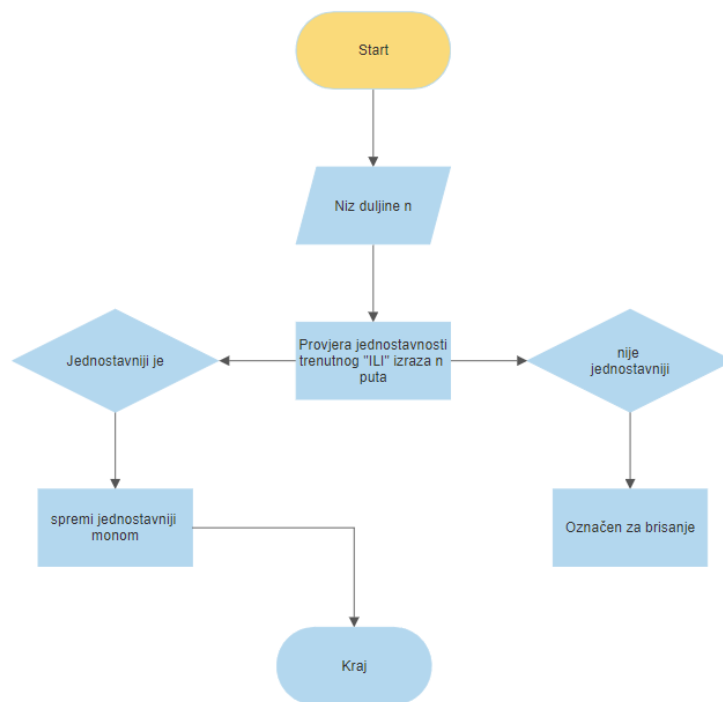 Start
Niz duljine n
Provjera jednostavnosti
trenutnog "ILI" izraza n
puta
Jednostavniji je
nije
jednostavniji
spremi jednostavniji
monom
Označen za brisanje
Kraj